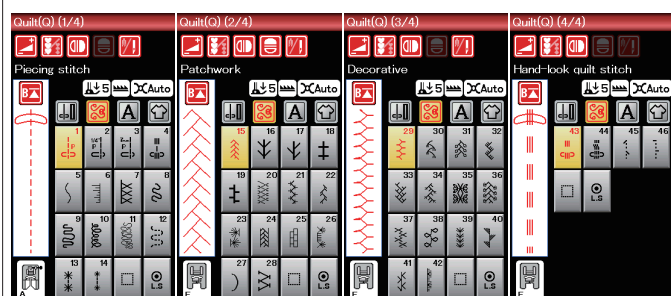 Quilt(Q) (1/4)
Piecing stitch
B
5 Auto
A
1 2 3 4
P 1/4" P 7 P
5 6 7 8
9 10 11 12
13 14
L.S
A
Quilt(Q) (2/4)
Patchwork
B
5 Auto
A
15 16 17 18
19 20 21 22
23 24 25 26
27 28
L.S
F
Quilt(Q) (3/4)
Decorative
B
5 Auto
A
29 30 31 32
33 34 35 36
37 38 39 40
41 42
L.S
F
Quilt(Q) (4/4)
Hand-look quilt stitch
B
5 Auto
A
43 44 45 46
L.S
F